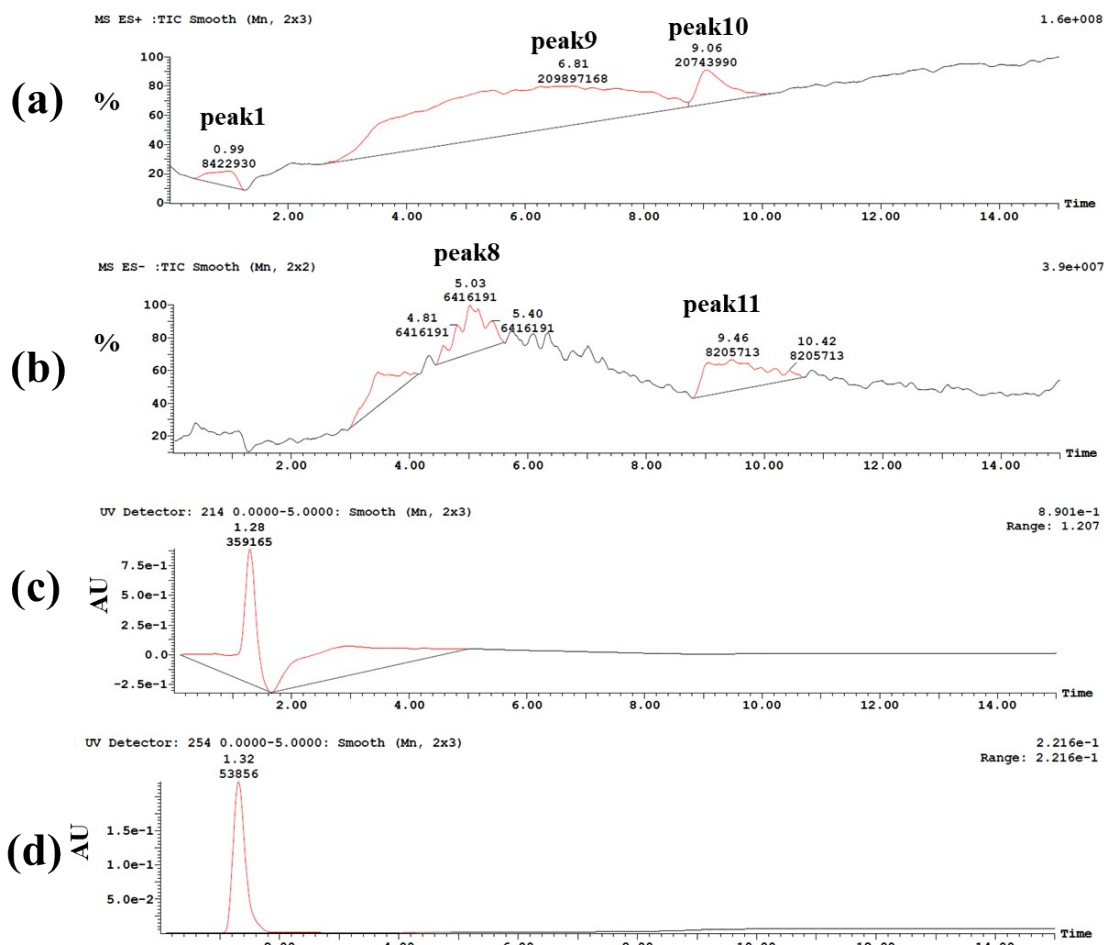 MS ES+ :TIC Smooth (Mn, 2x3) 1.6e+008
peak9 peak10
peak1
6.81 9.06
209897168 20743990
0.99
8422930
(a) %
100
80
60
40
20
0
2.00 4.00 6.00 8.00 10.00 12.00 14.00 Time
MS ES- :TIC Smooth (Mn, 2x2) 3.9e+007
peak8
peak11
5.03
6416191
4.81 5.40
6416191 6416191
9.46 10.42
8205713 8205713
(b) %
100
80
60
40
20
2.00 4.00 6.00 8.00 10.00 12.00 14.00 Time
UV Detector: 214 0.0000-5.0000: Smooth (Mn, 2x3) 8.901e-1
Range: 1.207
1.28
359165
(c) AU
7.5e-1
5.0e-1
2.5e-1
0.0
-2.5e-1
2.00 4.00 6.00 8.00 10.00 12.00 14.00 Time
UV Detector: 254 0.0000-5.0000: Smooth (Mn, 2x3) 2.216e-1
Range: 2.216e-1
1.32
53856
(d) AU
1.5e-1
1.0e-1
5.0e-2
Time